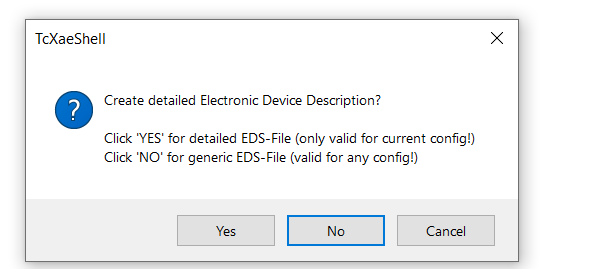 TcXaeShell
?
Create detailed Electronic Device Description?
Click 'YES' for detailed EDS-File (only valid for current config!)
Click 'NO' for generic EDS-File (valid for any config!)
Yes No Cancel